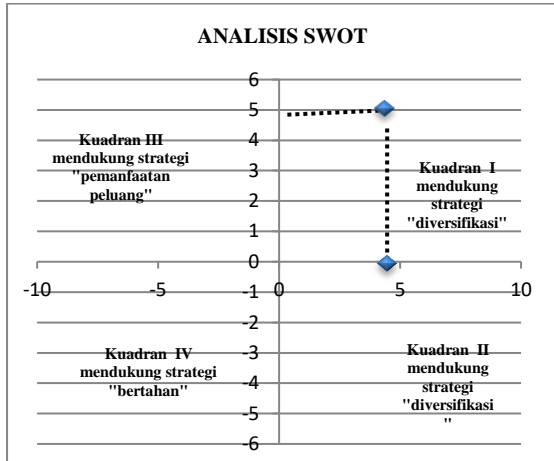 ANALISIS SWOT
6
5
4
3
2
1
0
-1
-2
-3
-4
-5
-6
-10
-5
0
5
10
Kuadran III
mendukung strategi
"pemanfaatan
peluang"
Kuadran I
mendukung
strategi
"diversifikasi"
Kuadran IV
mendukung strategi
"bertahan"
Kuadran II
mendukung
strategi
"diversifikasi
"